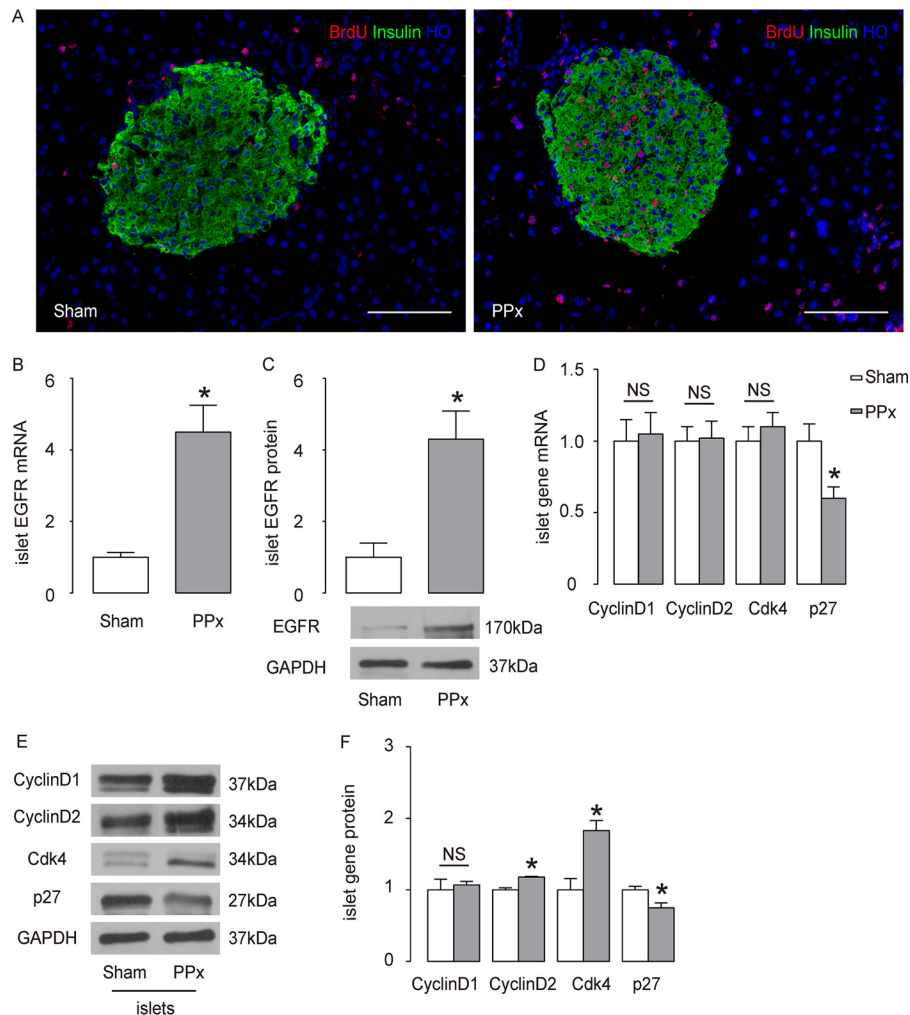 A
BrdU Insulin HO
BrdU Insulin HO
Sham
PPx
B
islet EGFR mRNA
6
4
2
0
*
Sham
PPx
C
islet EGFR protein
6
4
2
0
*
EGFR
170kDa
GAPDH
37kDa
Sham
PPx
D
islet gene mRNA
1.5
1.0
0.5
0
NS
NS
NS
*
Sham
PPx
CyclinD1
CyclinD2
Cdk4
p27
E
CyclinD1
37kDa
CyclinD2
34kDa
Cdk4
34kDa
p27
27kDa
GAPDH
37kDa
Sham
PPx
islets
F
islet gene protein
3
2
1
0
NS
*
*
*
CyclinD1
CyclinD2
Cdk4
p27